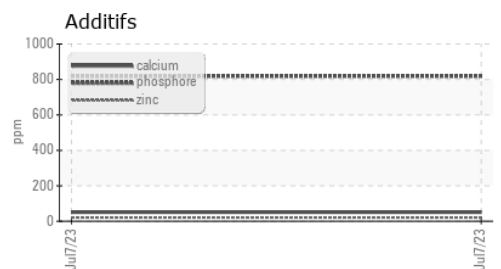 Additifs
1000
800
600
400
200
0
ppm
calcium
phosphore
zinc
Jul7/23
Jul7/23